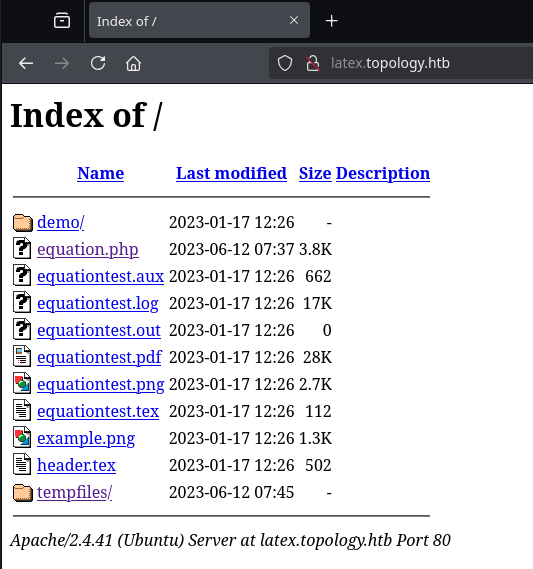 Index of /
latex.topology.htb
Index of /
Name Last modified Size Description
demo/ 2023-01-17 12:26 -
equation.php 2023-06-12 07:37 3.8K
equationtest.aux 2023-01-17 12:26 662
equationtest.log 2023-01-17 12:26 17K
equationtest.out 2023-01-17 12:26 0
equationtest.pdf 2023-01-17 12:26 28K
equationtest.png 2023-01-17 12:26 2.7K
equationtest.tex 2023-01-17 12:26 112
example.png 2023-01-17 12:26 1.3K
header.tex 2023-01-17 12:26 502
tempfiles/ 2023-06-12 07:45 -
Apache/2.4.41 (Ubuntu) Server at latex.topology.htb Port 80